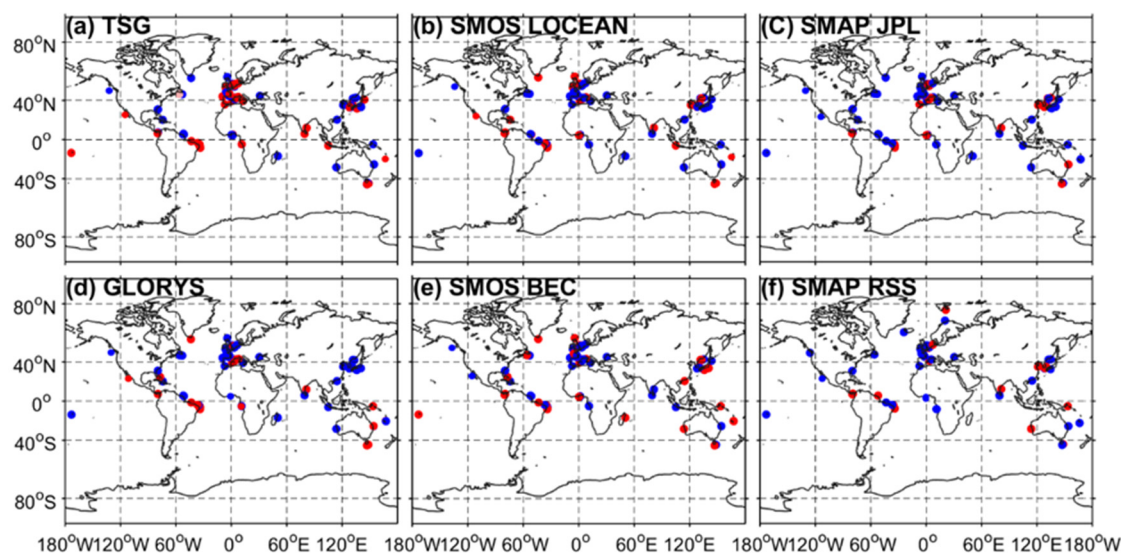 (a) TSG (b) SMOS LOCEAN (C) SMAP JPL
80°N
40°N
0°
40°S
80°S
(d) GLORYS (e) SMOS BEC (f) SMAP RSS
80°N
40°N
0°
40°S
80°S
180°W120°W 60°W 0° 60°E 120°E 180°W120°W 60°W 0° 60°E 120°E 180°W120°W 60°W 0° 60°E 120°E 180°W